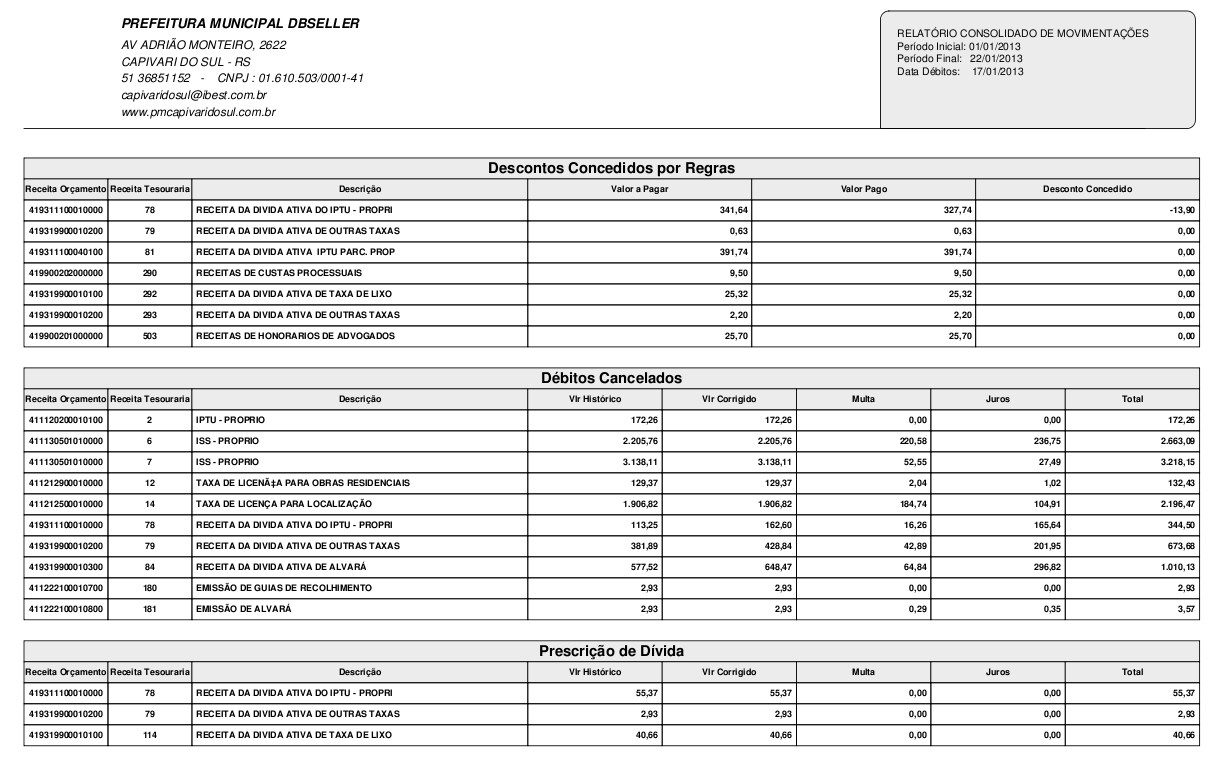 PREFEITURA MUNICIPAL DBSELLER
AV ADRIÃO MONTEIRO, 2622
CAPIVARI DO SUL - RS
51 36851152 - CNPJ : 01.610.503/0001-41
capivaridosul@ibest.com.br
www.pmcapivaridosul.com.br
RELATÓRIO CONSOLIDADO DE MOVIMENTAÇÕES
Período Inicial: 01/01/2013
Período Final: 22/01/2013
Data Débitos: 17/01/2013
Descontos Concedidos por Regras
Receita Orçamento Receita Tesouraria Descrição Valor a Pagar Valor Pago Desconto Concedido
419311100010000 78 RECEITA DA DIVIDA ATIVA DO IPTU - PROPRI 341,64 327,74 -13,90
419319900010200 79 RECEITA DA DIVIDA ATIVA DE OUTRAS TAXAS 0,63 0,63 0,00
419311100040100 81 RECEITA DA DIVIDA ATIVA IPTU PARC. PROP 391,74 391,74 0,00
419900202000000 290 RECEITAS DE CUSTAS PROCESSUAIS 9,50 9,50 0,00
419319900010100 292 RECEITA DA DIVIDA ATIVA DE TAXA DE LIXO 25,32 25,32 0,00
419319900010200 293 RECEITA DA DIVIDA ATIVA DE OUTRAS TAXAS 2,20 2,20 0,00
419900201000000 503 RECEITAS DE HONORARIOS DE ADVOGADOS 25,70 25,70 0,00
Débitos Cancelados
Receita Orçamento Receita Tesouraria Descrição Vlr Histórico Vlr Corrigido Multa Juros Total
411120200010100 2 IPTU - PROPRIO 172,26 172,26 0,00 0,00 172,26
411130501010000 6 ISS - PROPRIO 2.205,76 2.205,76 220,58 236,75 2.663,09
411130501010000 7 ISS - PROPRIO 3.138,11 3.138,11 52,55 27,49 3.218,15
411212900010000 12 TAXA DE LICENÃ‡A PARA OBRAS RESIDENCIAIS 129,37 129,37 2,04 1,02 132,43
411212500010000 14 TAXA DE LICENÇA PARA LOCALIZAÇÃO 1.906,82 1.906,82 184,74 104,91 2.196,47
419311100010000 78 RECEITA DA DIVIDA ATIVA DO IPTU - PROPRI 113,25 162,60 16,26 165,64 344,50
419319900010200 79 RECEITA DA DIVIDA ATIVA DE OUTRAS TAXAS 381,89 428,84 42,89 201,95 673,68
419319900010300 84 RECEITA DA DIVIDA ATIVA DE ALVARÁ 577,52 648,47 64,84 296,82 1.010,13
411222100010700 180 EMISSÃO DE GUIAS DE RECOLHIMENTO 2,93 2,93 0,00 0,00 2,93
411222100010800 181 EMISSÃO DE ALVARÁ 2,93 2,93 0,29 0,35 3,57
Prescrição de Dívida
Receita Orçamento Receita Tesouraria Descrição Vlr Histórico Vlr Corrigido Multa Juros Total
419311100010000 78 RECEITA DA DIVIDA ATIVA DO IPTU - PROPRI 55,37 55,37 0,00 0,00 55,37
419319900010200 79 RECEITA DA DIVIDA ATIVA DE OUTRAS TAXAS 2,93 2,93 0,00 0,00 2,93
419319900010100 114 RECEITA DA DIVIDA ATIVA DE TAXA DE LIXO 40,66 40,66 0,00 0,00 40,66